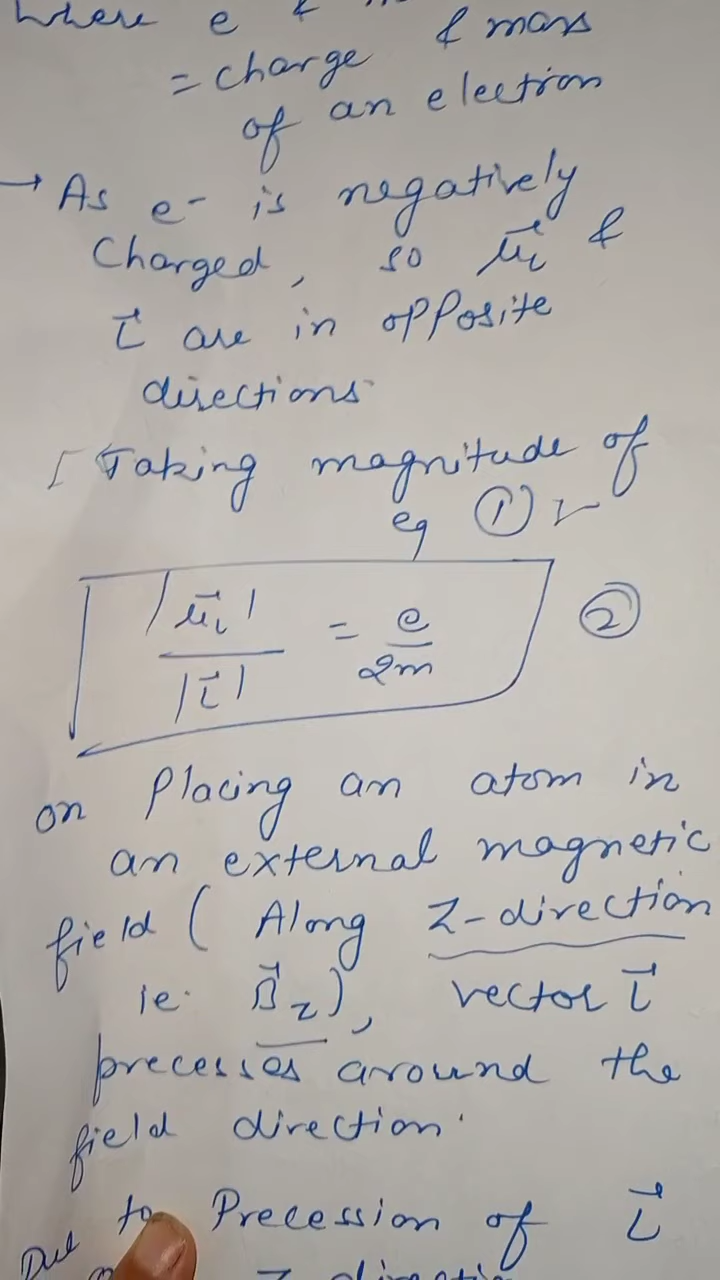 where e &
= charge & mass
of an electron
→ As e⁻ is negatively
Charged, so μ⃗ₗ &
L⃗ are in opposite
directions
[ Taking magnitude of
eq ①
|μ⃗ₗ| / |L⃗| = e / 2m ②
on Placing an atom in
an external magnetic
field ( Along Z-direction
ie. B⃗z), vector L⃗
precesses around the
field direction.
Due to Precession of L⃗